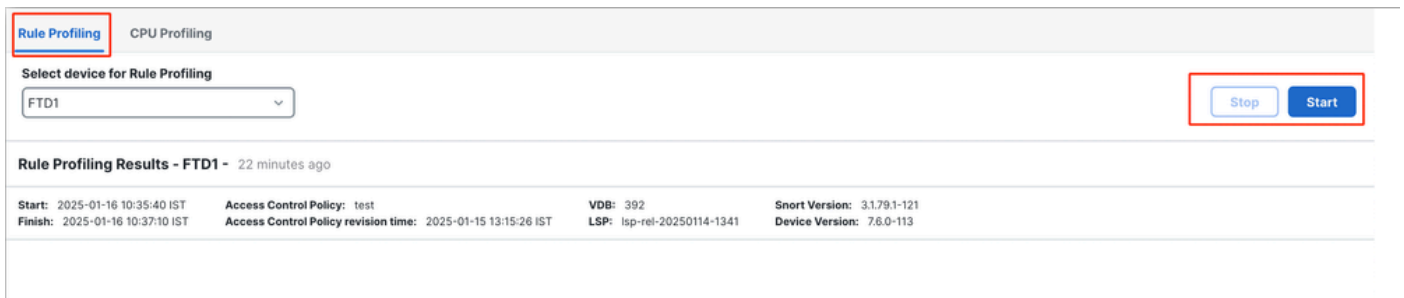 Rule Profiling CPU Profiling
Select device for Rule Profiling
FTD1
Stop Start
Rule Profiling Results - FTD1 - 22 minutes ago
Start: 2025-01-16 10:35:40 IST Access Control Policy: test VDB: 392 Snort Version: 3.1.79.1-121
Finish: 2025-01-16 10:37:10 IST Access Control Policy revision time: 2025-01-15 13:15:26 IST LSP: lsp-rel-20250114-1341 Device Version: 7.6.0-113